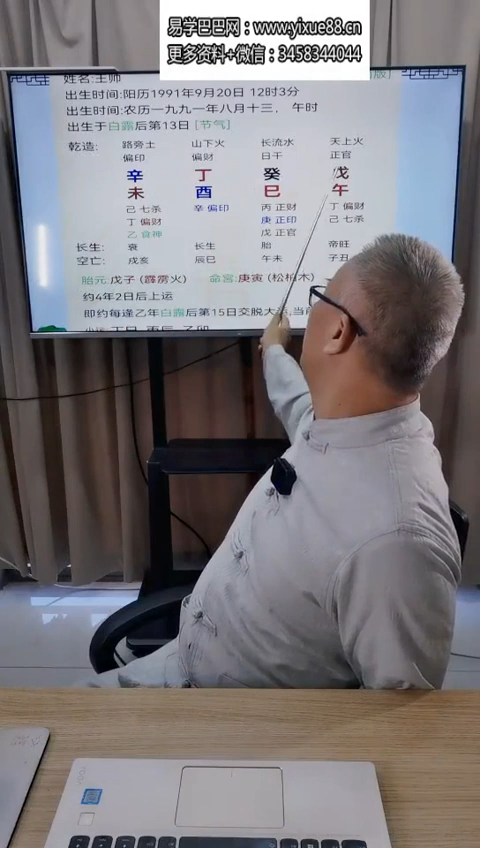 易学巴巴网：www.yixue88.cn
更多资料+微信：3458344044
姓名:王帅
出生时间:阳历1991年9月20日 12时3分
出生时间:农历一九九一年八月十三， 午时
出生于白露后第13日 [节气]
乾造: 路旁土 山下火 长流水 天上火
偏印 偏财 日干 正官
辛 丁 癸 戊
未 酉 巳 午
己 七杀 辛 偏印 丙 正财 丁 偏财
丁 偏财 庚 正印 己 七杀
乙 食神 戊 正官
长生: 衰 长生 胎 帝旺
空亡: 戌亥 辰巳 午未 子丑
胎元:戊子 (霹雳火) 命宫:庚寅 (松柏木)
约4年2日后上运
即约每逢乙年白露后第15日交脱大